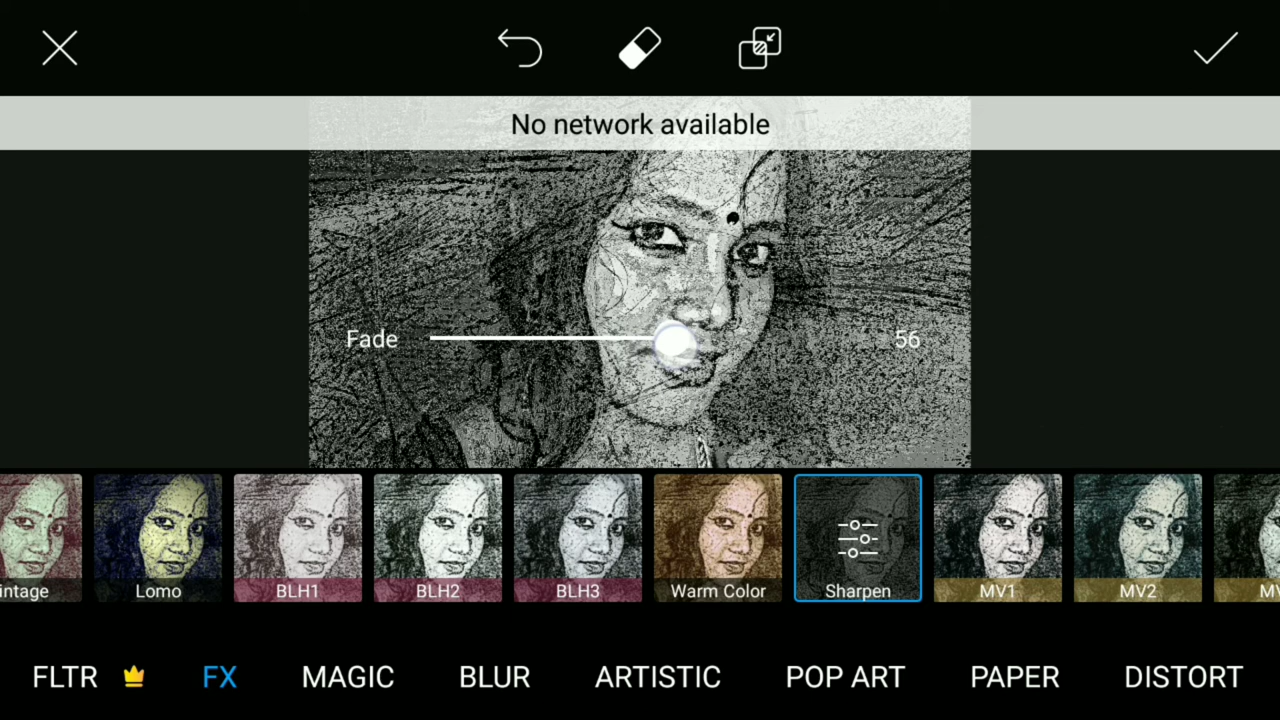 No network available
Fade 56
intage Lomo BLH1 BLH2 BLH3 Warm Color Sharpen MV1 MV2 MV
FLTR FX MAGIC BLUR ARTISTIC POP ART PAPER DISTORT